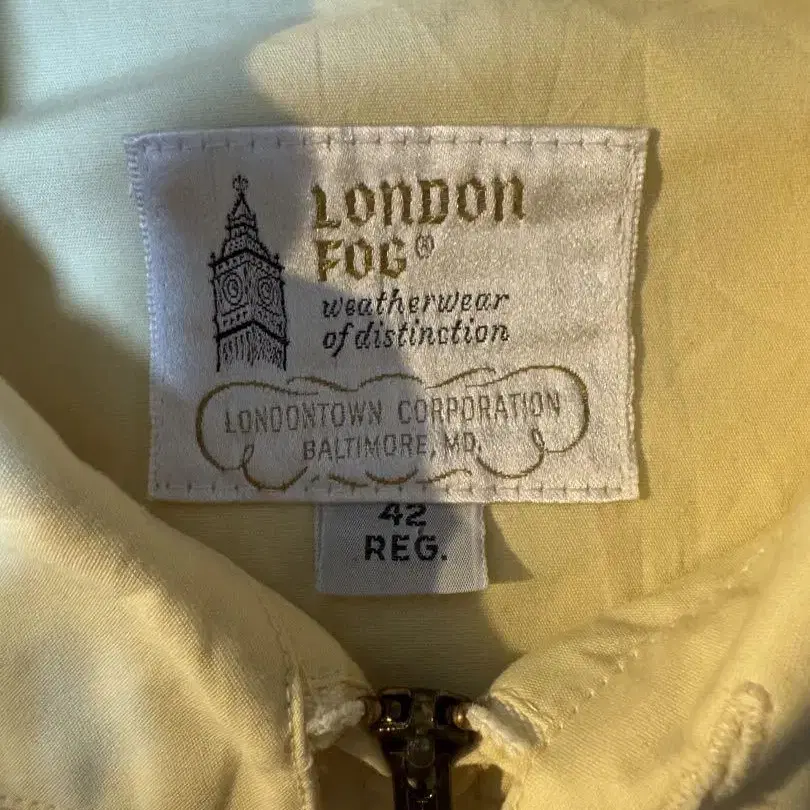 LONDON
FOG®
weatherwear
of distinction
LONDONTOWN CORPORATION
BALTIMORE, MD.
42
REG.